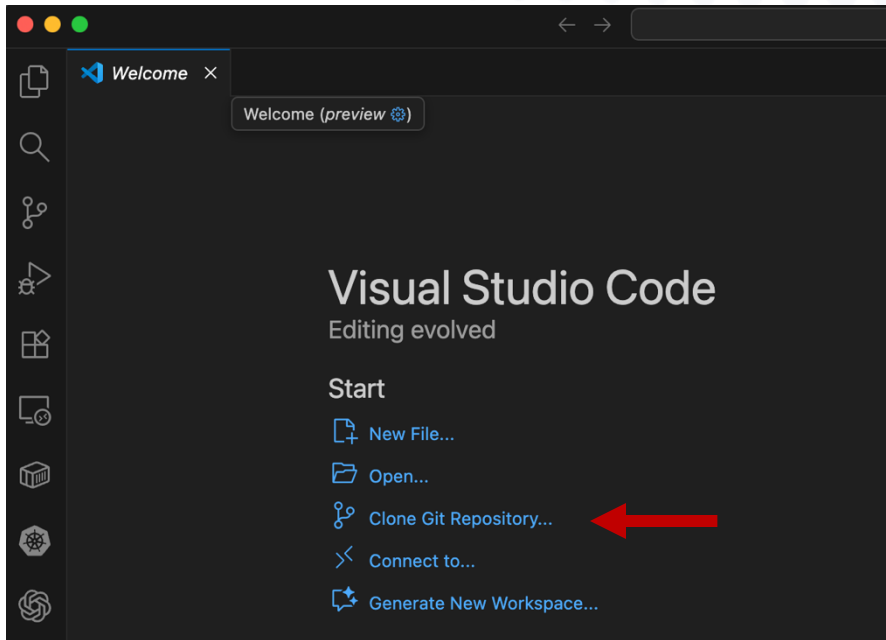 Welcome
Welcome (preview)
Visual Studio Code
Editing evolved
Start
New File...
Open...
Clone Git Repository...
Connect to...
Generate New Workspace...